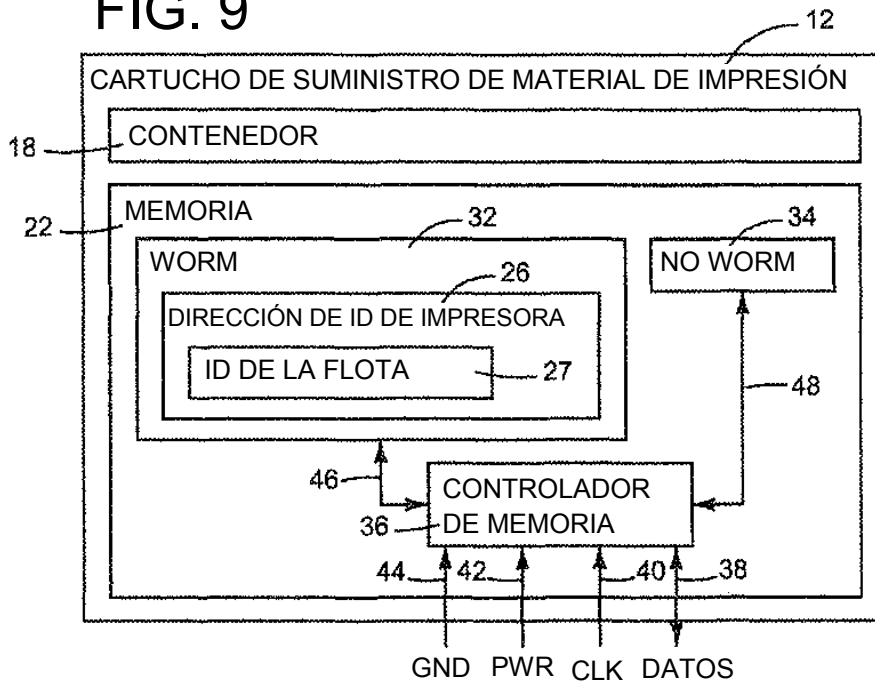 FIG. 9
12
CARTUCHO DE SUMINISTRO DE MATERIAL DE IMPRESIÓN
18
CONTENEDOR
22
MEMORIA
32
34
WORM
NO WORM
26
DIRECCIÓN DE ID DE IMPRESORA
ID DE LA FLOTA
27
48
46
CONTROLADOR
36
DE MEMORIA
44
42
40
38
GND
PWR
CLK
DATOS